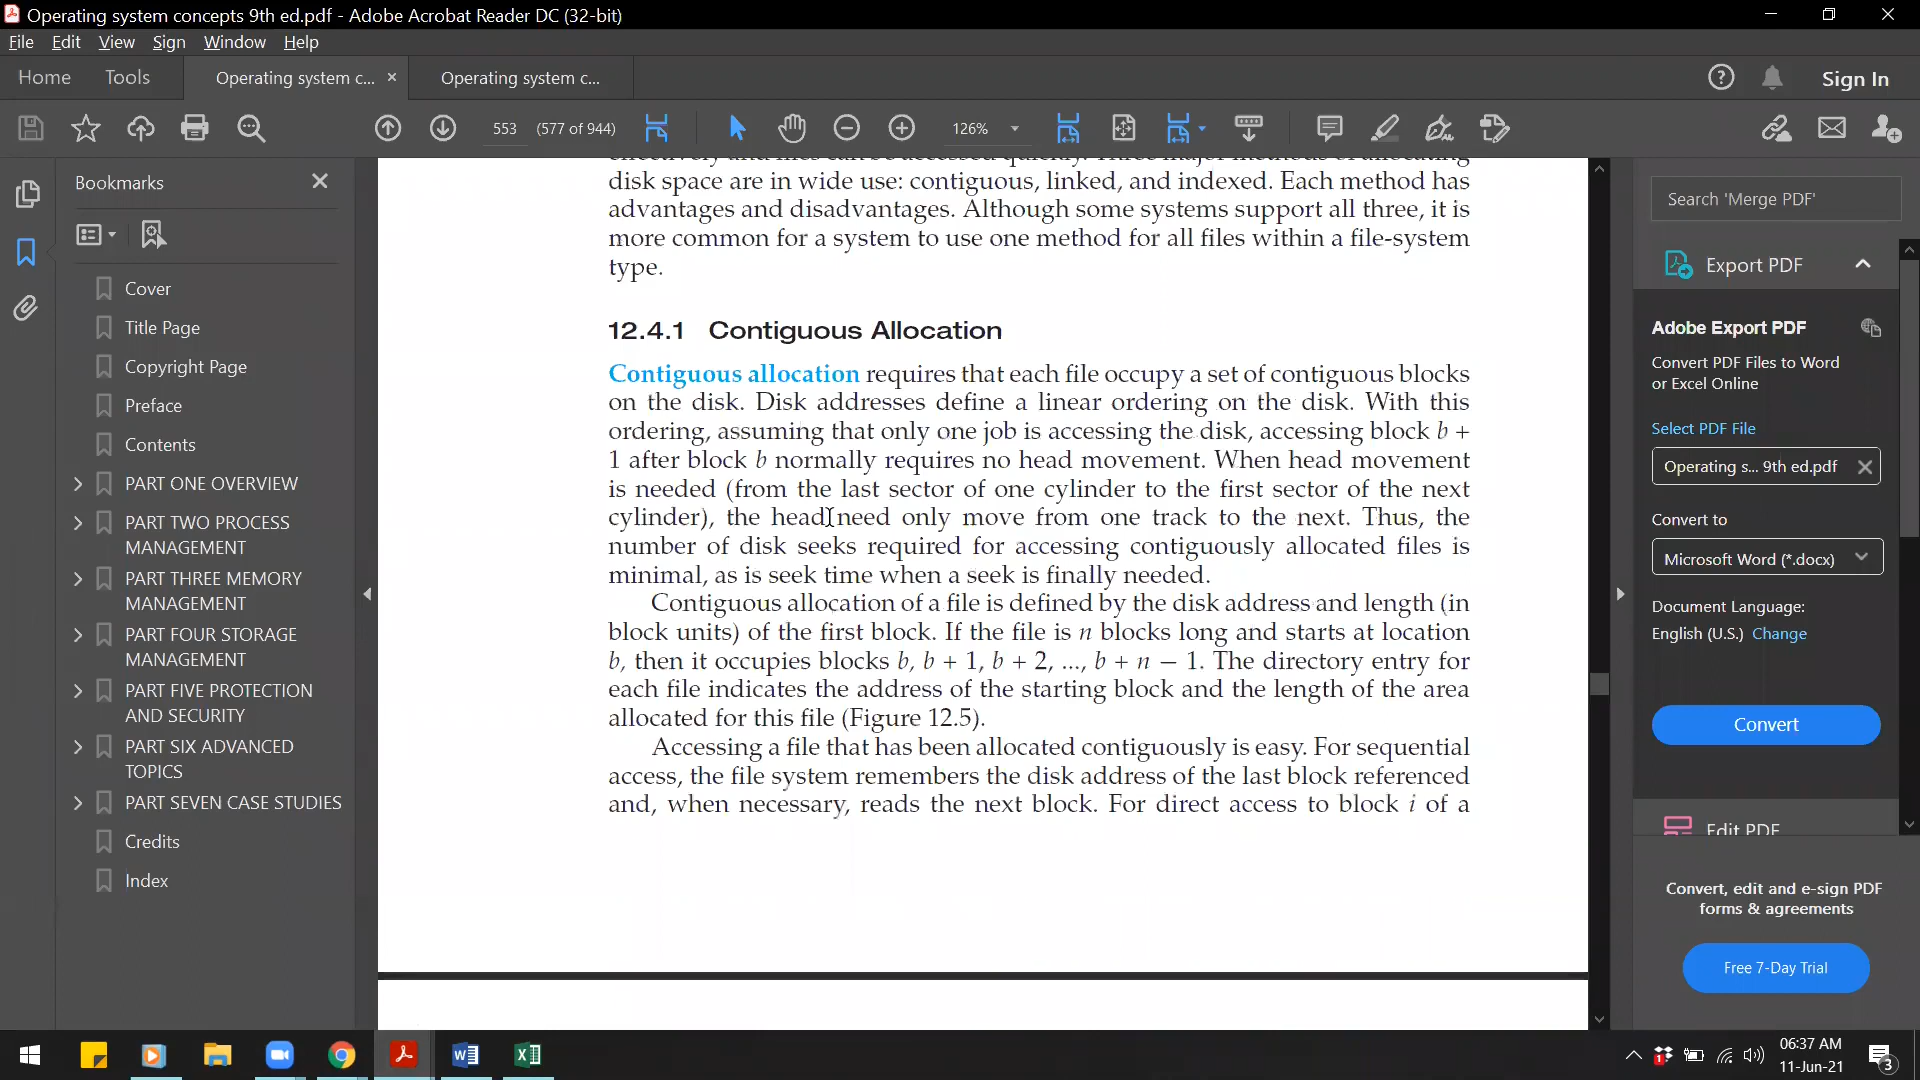 Operating system concepts 9th ed.pdf - Adobe Acrobat Reader DC (32-bit)
File Edit View Sign Window Help
Home Tools Operating system c... × Operating system c... Sign In
553 (577 of 944) 126%
Bookmarks
Cover
Title Page
Copyright Page
Preface
Contents
PART ONE OVERVIEW
PART TWO PROCESS
MANAGEMENT
PART THREE MEMORY
MANAGEMENT
PART FOUR STORAGE
MANAGEMENT
PART FIVE PROTECTION
AND SECURITY
PART SIX ADVANCED
TOPICS
PART SEVEN CASE STUDIES
Credits
Index
effectively and files can be accessed quickly. Three major methods of allocating
disk space are in wide use: contiguous, linked, and indexed. Each method has
advantages and disadvantages. Although some systems support all three, it is
more common for a system to use one method for all files within a file-system
type.
12.4.1 Contiguous Allocation
Contiguous allocation requires that each file occupy a set of contiguous blocks
on the disk. Disk addresses define a linear ordering on the disk. With this
ordering, assuming that only one job is accessing the disk, accessing block b +
1 after block b normally requires no head movement. When head movement
is needed (from the last sector of one cylinder to the first sector of the next
cylinder), the head need only move from one track to the next. Thus, the
number of disk seeks required for accessing contiguously allocated files is
minimal, as is seek time when a seek is finally needed.
Contiguous allocation of a file is defined by the disk address and length (in
block units) of the first block. If the file is n blocks long and starts at location
b, then it occupies blocks b, b + 1, b + 2, ..., b + n − 1. The directory entry for
each file indicates the address of the starting block and the length of the area
allocated for this file (Figure 12.5).
Accessing a file that has been allocated contiguously is easy. For sequential
access, the file system remembers the disk address of the last block referenced
and, when necessary, reads the next block. For direct access to block i of a
Search 'Merge PDF'
Export PDF
Adobe Export PDF
Convert PDF Files to Word
or Excel Online
Select PDF File
Operating s... 9th ed.pdf
Convert to
Microsoft Word (*.docx)
Document Language:
English (U.S.) Change
Convert
Edit PDF
Convert, edit and e-sign PDF
forms & agreements
Free 7-Day Trial
06:37 AM
11-Jun-21
1
3